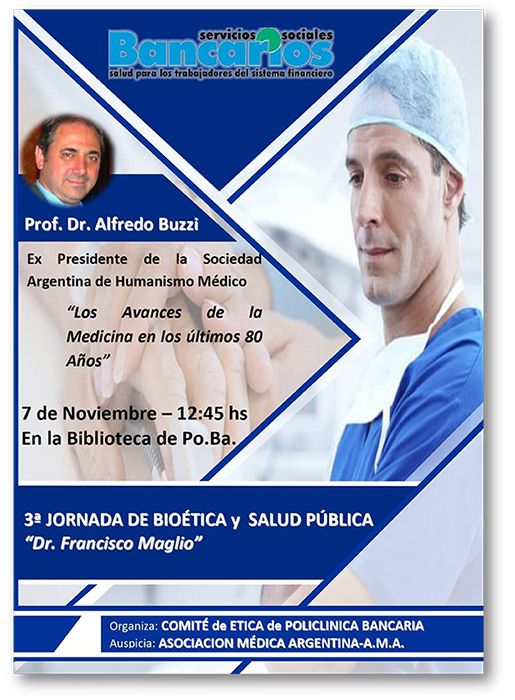 servicios sociales
Bancarios
salud para los trabajadores del sistema financiero
Prof. Dr. Alfredo Buzzi
Ex Presidente de la Sociedad
Argentina de Humanismo Médico
“Los Avances de la
Medicina en los últimos 80
Años”
7 de Noviembre – 12:45 hs
En la Biblioteca de Po.Ba.
3ª JORNADA DE BIOÉTICA y SALUD PÚBLICA
“Dr. Francisco Maglio”
Organiza: COMITÉ de ETICA de POLICLINICA BANCARIA
Auspicia: ASOCIACION MÉDICA ARGENTINA-A.M.A.